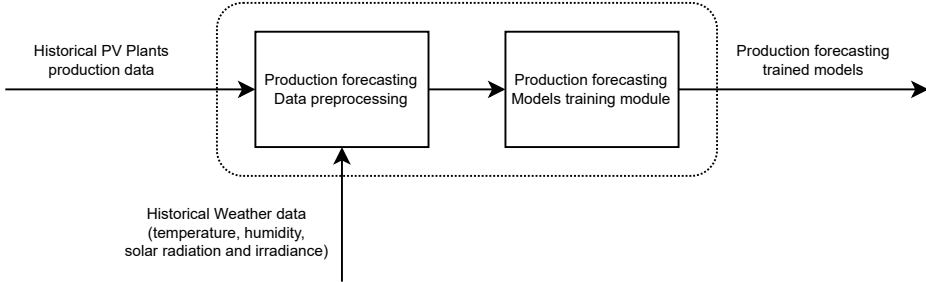 Historical PV Plants
production data
Production forecasting
Data preprocessing
Production forecasting
Models training module
Production forecasting
trained models
Historical Weather data
(temperature, humidity,
solar radiation and irradiance)